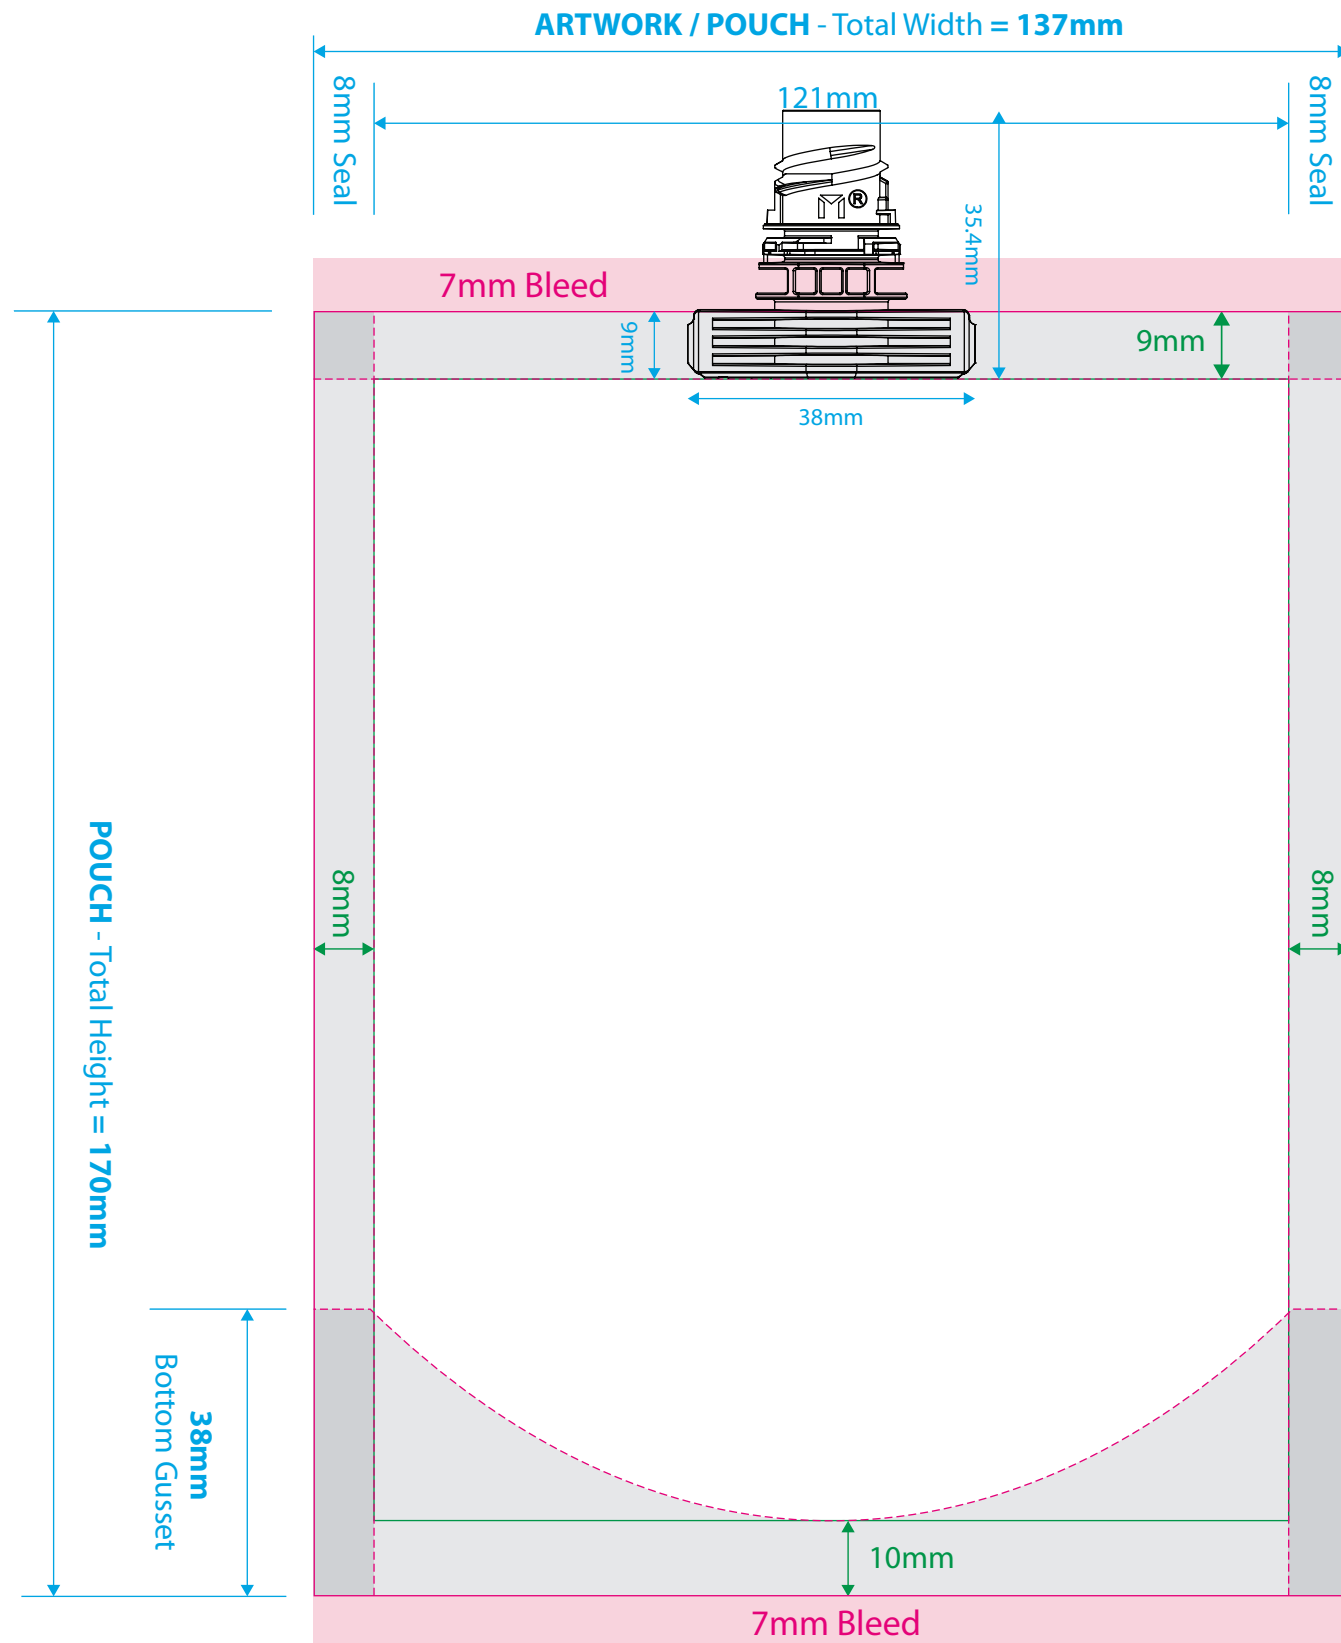 ARTWORK / POUCH - Total Width = 137mm
8mm Seal
121mm
8mm Seal
35.4mm
M®
7mm Bleed
9mm
9mm
38mm
8mm
8mm
POUCH - Total Height = 170mm
38mm
Bottom Gusset
10mm
7mm Bleed